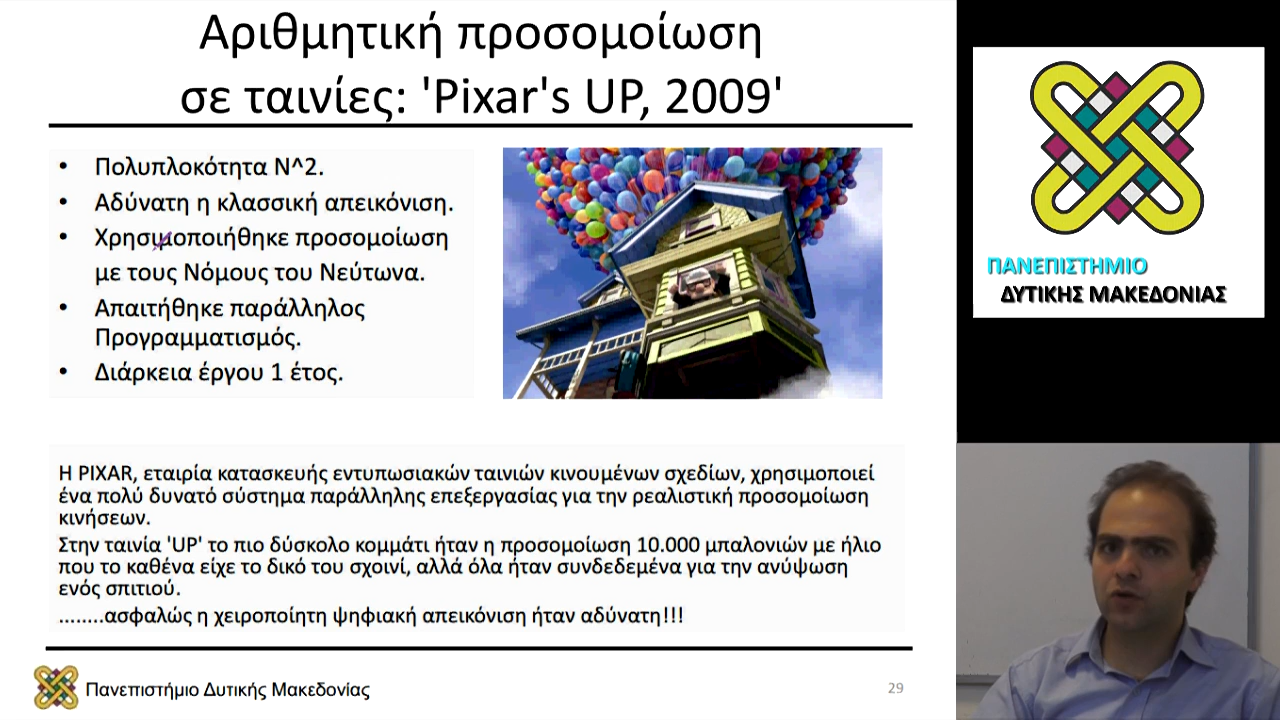 Αριθμητική προσομοίωση
σε ταινίες: 'Pixar's UP, 2009'
• Πολυπλοκότητα N^2.
• Αδύνατη η κλασσική απεικόνιση.
• Χρησιμοποιήθηκε προσομοίωση
με τους Νόμους του Νεύτωνα.
• Απαιτήθηκε παράλληλος
Προγραμματισμός.
• Διάρκεια έργου 1 έτος.
Η PIXAR, εταιρία κατασκευής εντυπωσιακών ταινιών κινουμένων σχεδίων, χρησιμοποιεί
ένα πολύ δυνατό σύστημα παράλληλης επεξεργασίας για την ρεαλιστική προσομοίωση
κινήσεων.
Στην ταινία 'UP' το πιο δύσκολο κομμάτι ήταν η προσομοίωση 10.000 μπαλονιών με ήλιο
που το καθένα είχε το δικό του σχοινί, αλλά όλα ήταν συνδεδεμένα για την ανύψωση
ενός σπιτιού.
........ασφαλώς η χειροποίητη ψηφιακή απεικόνιση ήταν αδύνατη!!!
Πανεπιστήμιο Δυτικής Μακεδονίας
29
ΠΑΝΕΠΙΣΤΗΜΙΟ
ΔΥΤΙΚΗΣ ΜΑΚΕΔΟΝΙΑΣ